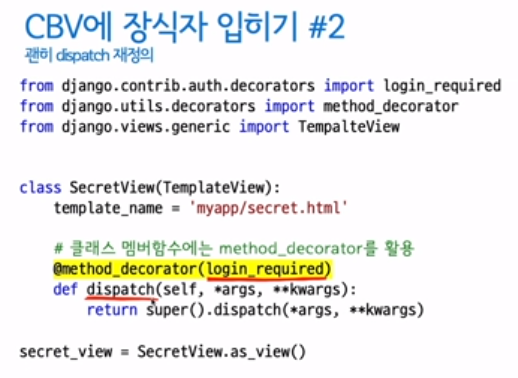 CBV에 장식자 입히기 #2
괜히 dispatch 재정의
from django.contrib.auth.decorators import login_required
from django.utils.decorators import method_decorator
from django.views.generic import TempalteView
class SecretView(TemplateView):
template_name = 'myapp/secret.html'
# 클래스 멤버함수에는 method_decorator를 활용
@method_decorator(login_required)
def dispatch(self, *args, **kwargs):
return super().dispatch(*args, **kwargs)
secret_view = SecretView.as_view()